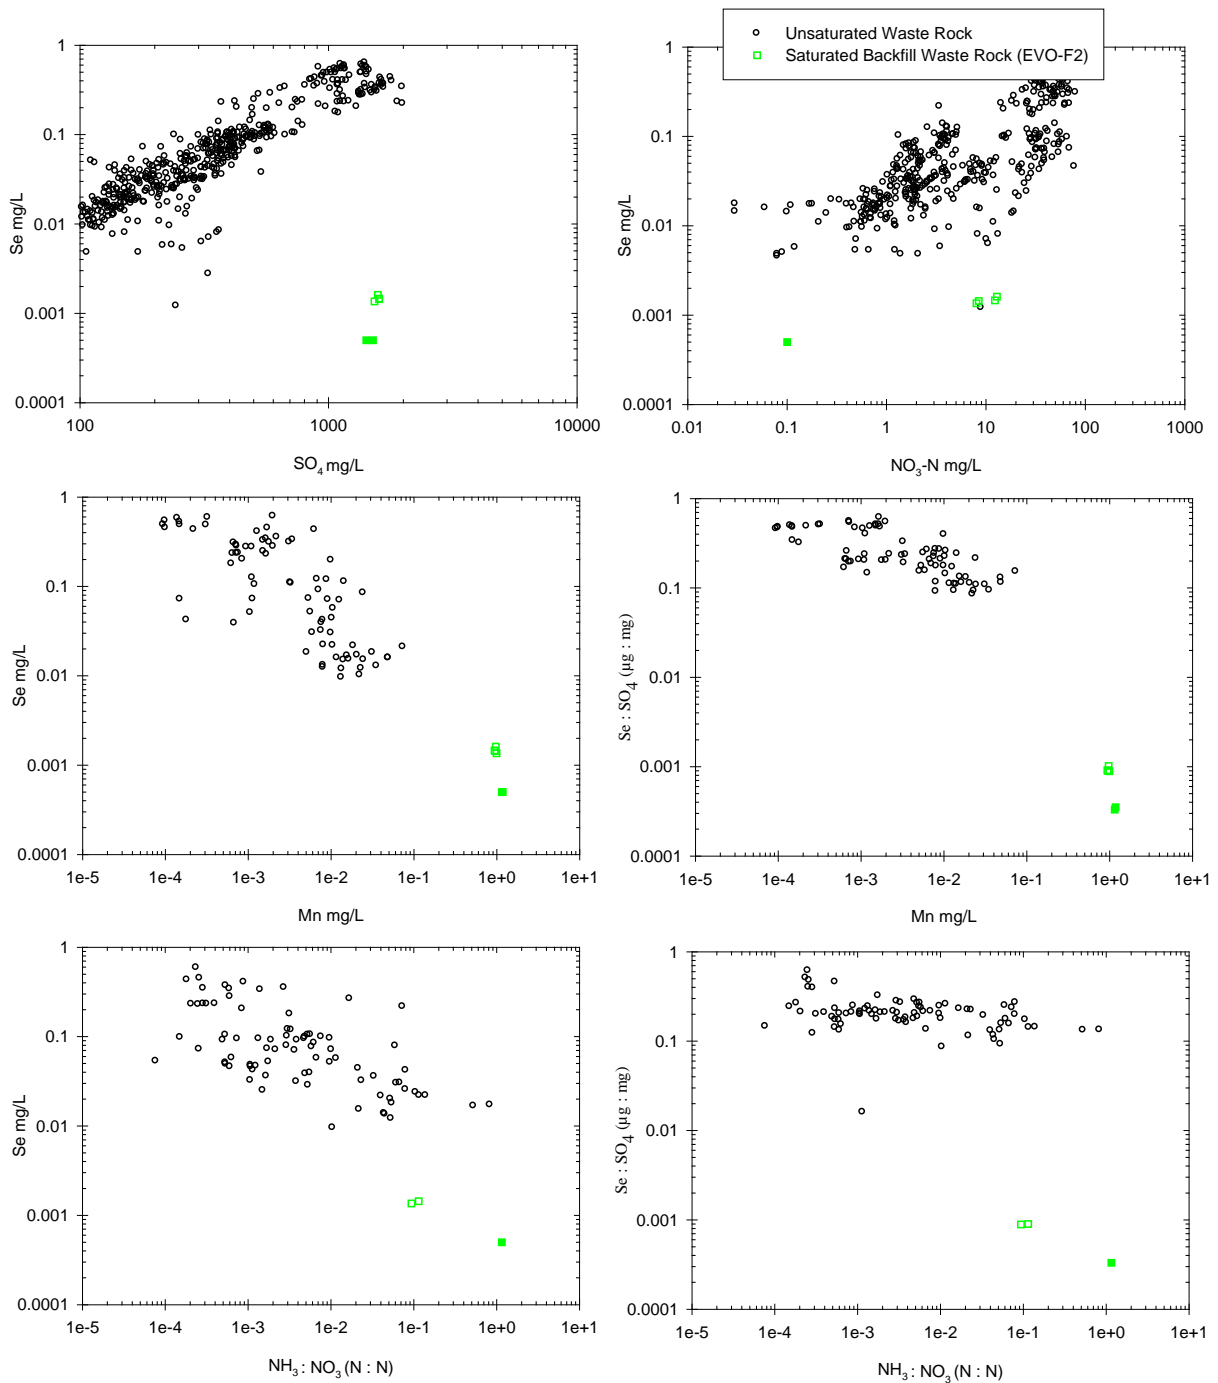 Unsaturated Waste Rock
Saturated Backfill Waste Rock (EVO-F2)
1
0.1
0.01
0.001
0.0001
Se mg/L
100
1000
10000
SO4 mg/L
1
0.1
0.01
0.001
0.0001
Se mg/L
0.01
0.1
1
10
100
1000
NO3-N mg/L
1
0.1
0.01
0.001
0.0001
Se mg/L
1e-5
1e-4
1e-3
1e-2
1e-1
1e+0
1e+1
Mn mg/L
1
0.1
0.01
0.001
0.0001
Se : SO4 (µg : mg)
1e-5
1e-4
1e-3
1e-2
1e-1
1e+0
1e+1
Mn mg/L
1
0.1
0.01
0.001
0.0001
Se mg/L
1e-5
1e-4
1e-3
1e-2
1e-1
1e+0
1e+1
NH3 : NO3 (N : N)
1
0.1
0.01
0.001
0.0001
Se : SO4 (µg : mg)
1e-5
1e-4
1e-3
1e-2
1e-1
1e+0
1e+1
NH3 : NO3 (N : N)